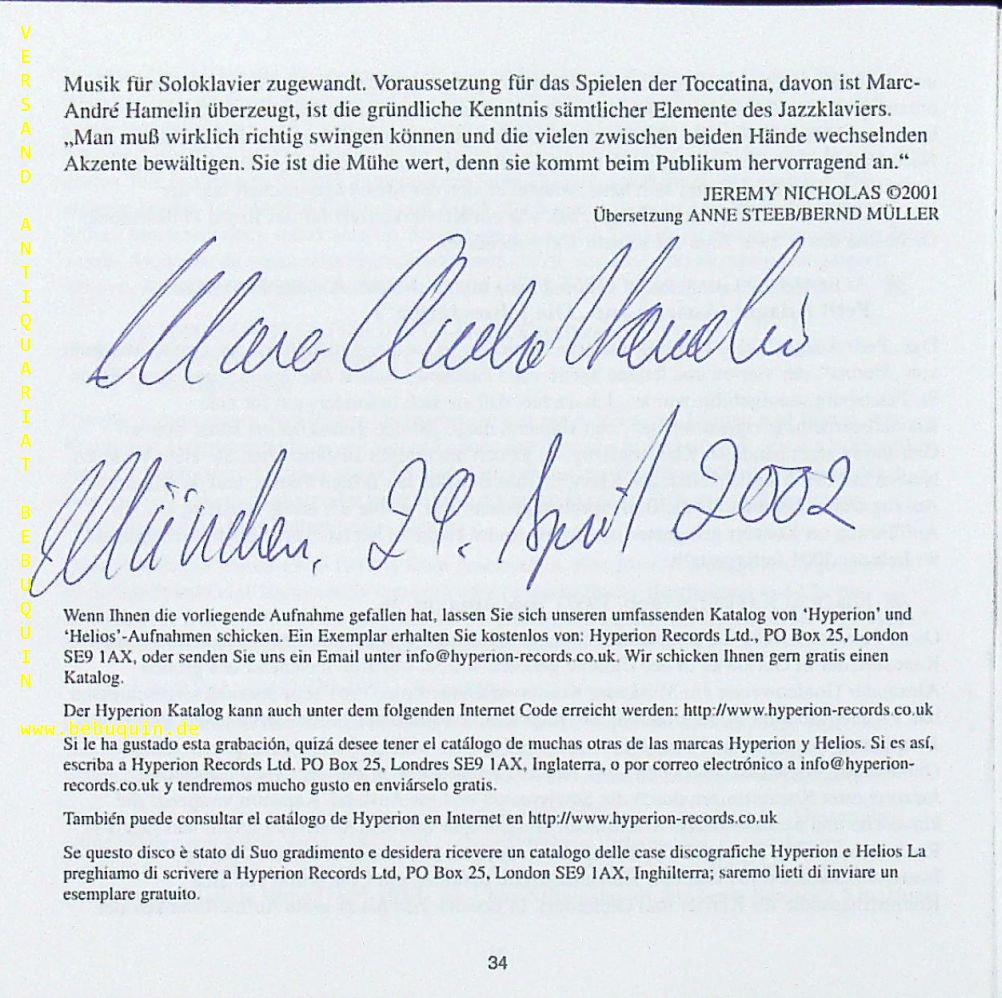 Musik für Soloklavier zugewandt. Voraussetzung für das Spielen der Toccatina, davon ist Marc-
André Hamelin überzeugt, ist die gründliche Kenntnis sämtlicher Elemente des Jazzklaviers.
„Man muß wirklich richtig swingen können und die vielen zwischen beiden Hände wechselnden
Akzente bewältigen. Sie ist die Mühe wert, denn sie kommt beim Publikum hervorragend an.“
JEREMY NICHOLAS ©2001
Übersetzung ANNE STEEB/BERND MÜLLER
Marc-André Hamelin
München, 29. April 2002
Wenn Ihnen die vorliegende Aufnahme gefallen hat, lassen Sie sich unseren umfassenden Katalog von ‘Hyperion’ und
‘Helios’-Aufnahmen schicken. Ein Exemplar erhalten Sie kostenlos von: Hyperion Records Ltd., PO Box 25, London
SE9 1AX, oder senden Sie uns ein Email unter info@hyperion-records.co.uk. Wir schicken Ihnen gern gratis einen
Katalog.
Der Hyperion Katalog kann auch unter dem folgenden Internet Code erreicht werden: http://www.hyperion-records.co.uk
Si le ha gustado esta grabación, quizá desee tener el catálogo de muchas otras de las marcas Hyperion y Helios. Si es así,
escriba a Hyperion Records Ltd. PO Box 25, Londres SE9 1AX, Inglaterra, o por correo electrónico a info@hyperion-
records.co.uk y tendremos mucho gusto en enviárselo gratis.
También puede consultar el catálogo de Hyperion en Internet en http://www.hyperion-records.co.uk
Se questo disco è stato di Suo gradimento e desidera ricevere un catalogo delle case discografiche Hyperion e Helios La
preghiamo di scrivere a Hyperion Records Ltd, PO Box 25, London SE9 1AX, Inghilterra; saremo lieti di inviare un
esemplare gratuito.
34
VERSAND ANTIQUARIAT BEBUQUIN
www.bebuquin.de